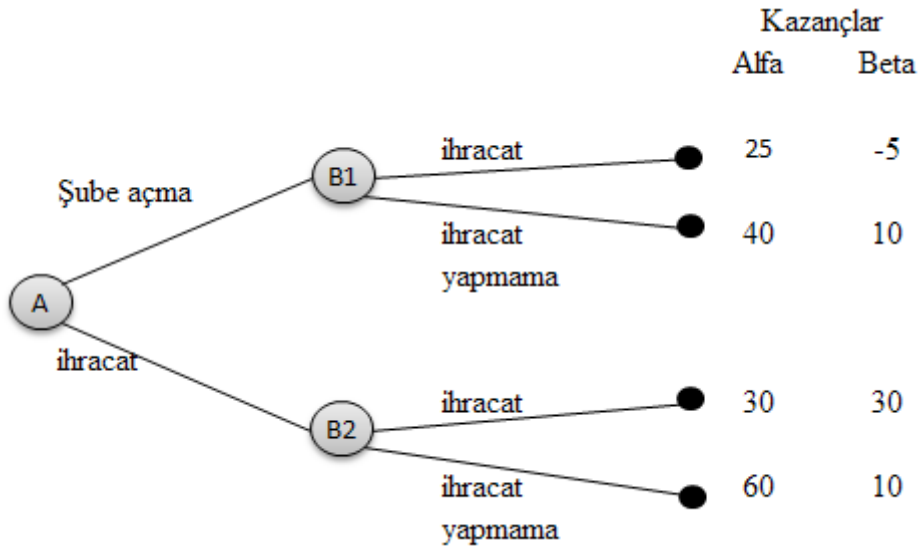 Kazançlar
Alfa Beta
ihracat 25 -5
B1
Şube açma
ihracat 40 10
yapmama
A
ihracat
ihracat 30 30
B2
ihracat 60 10
yapmama